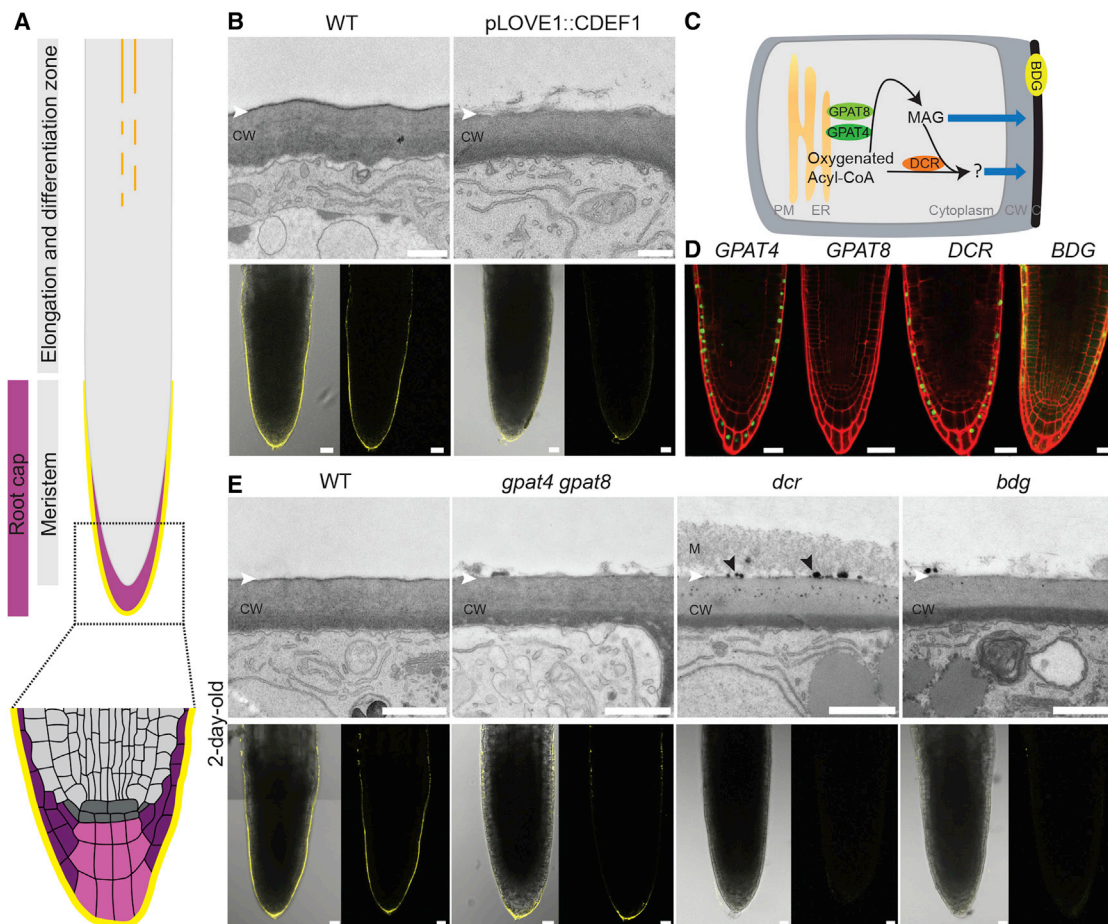 A
Elongation and differentiation zone
Root cap
Meristem
B
WT
pLOVE1::CDEF1
CW
CW
C
BDG
GPAT8
GPAT4
MAG
Oxygenated
Acyl-CoA
DCR
?
PM
ER
Cytoplasm
CW
C
D
GPAT4
GPAT8
DCR
BDG
E
WT
gpat4 gpat8
dcr
bdg
M
CW
CW
CW
CW
2-day-old